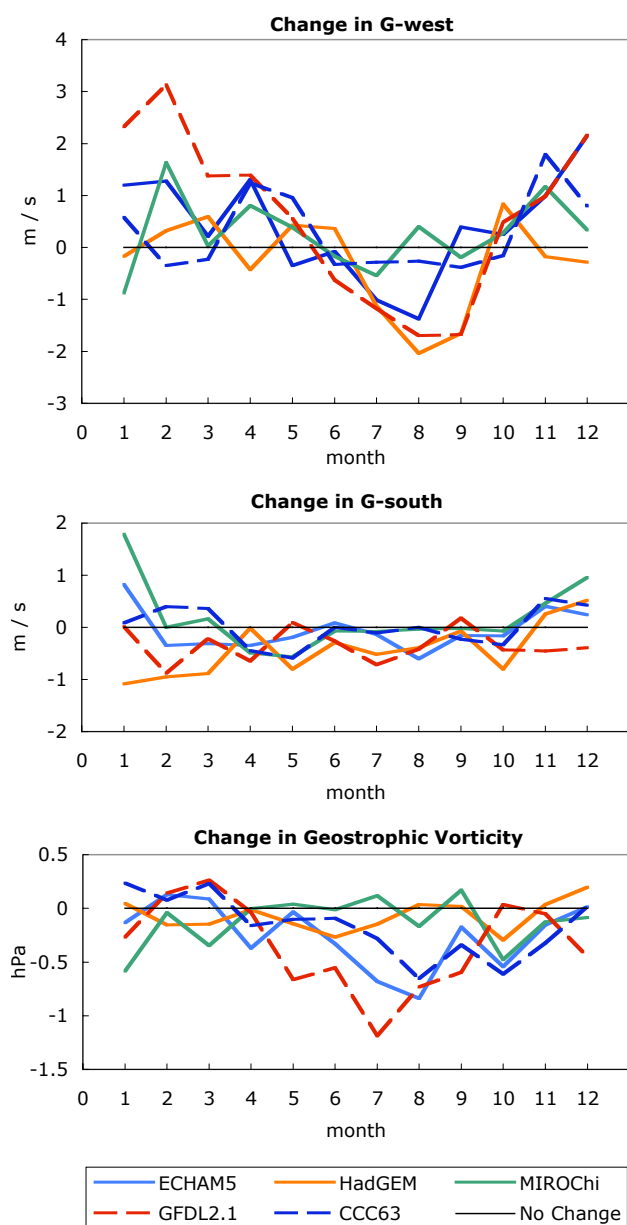 Change in G-west
4
3
2
1
0
-1
-2
-3
m / s
0 1 2 3 4 5 6 7 8 9 10 11 12
month
Change in G-south
2
1
0
-1
-2
m / s
0 1 2 3 4 5 6 7 8 9 10 11 12
month
Change in Geostrophic Vorticity
0.5
0
-0.5
-1
-1.5
hPa
0 1 2 3 4 5 6 7 8 9 10 11 12
month
ECHAM5 HadGEM MIROChi
GFDL2.1 CCC63 No Change